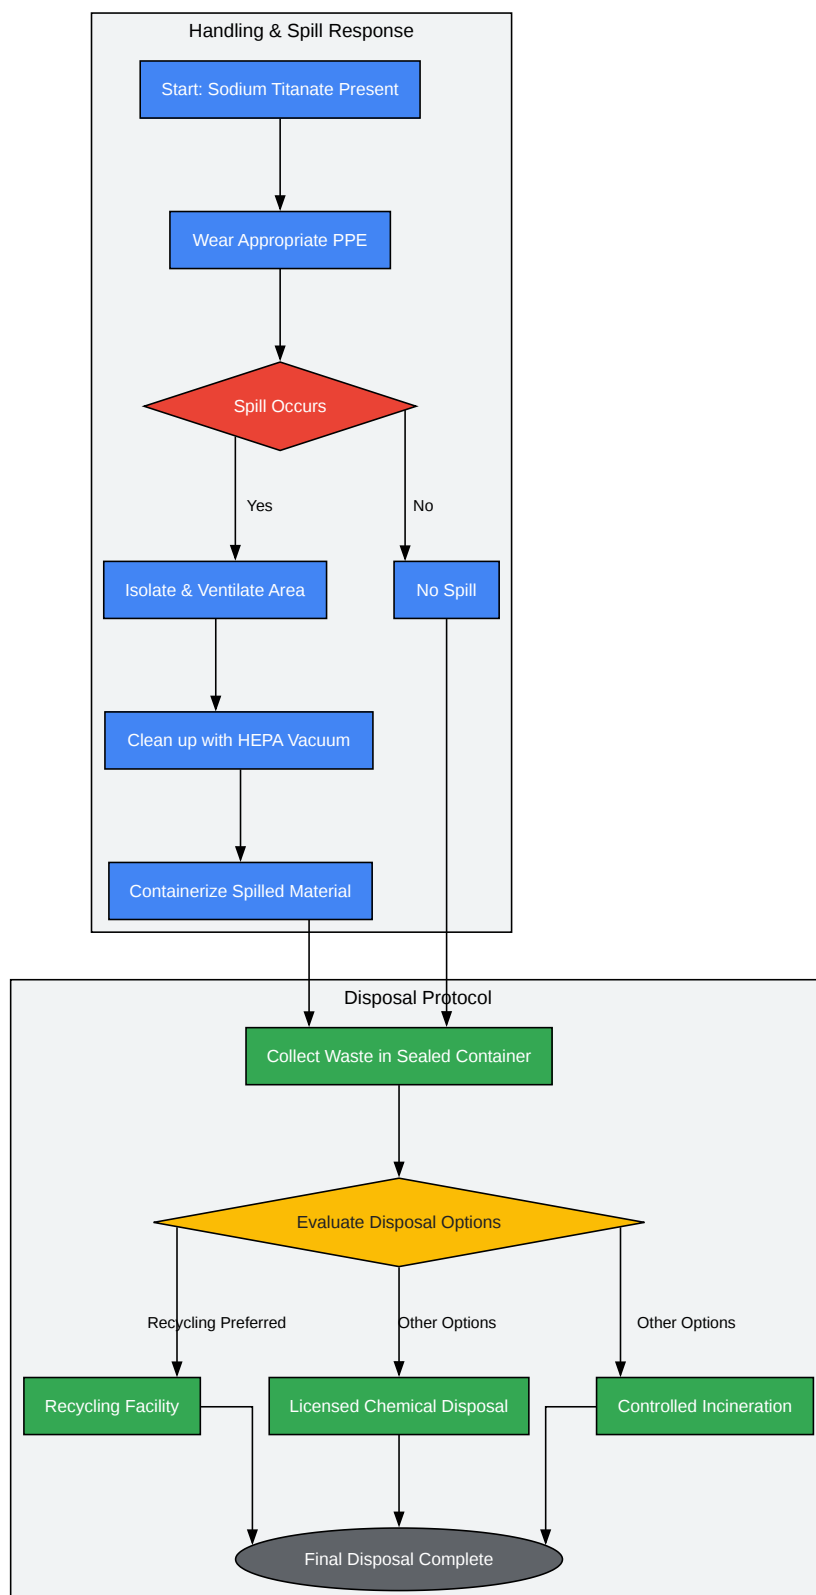 Handling & Spill Response
Start: Sodium Titanate Present
Wear Appropriate PPE
Spill Occurs
Yes
No
Isolate & Ventilate Area
No Spill
Clean up with HEPA Vacuum
Containerize Spilled Material
Disposal Protocol
Collect Waste in Sealed Container
Evaluate Disposal Options
Recycling Preferred
Other Options
Other Options
Recycling Facility
Licensed Chemical Disposal
Controlled Incineration
Final Disposal Complete